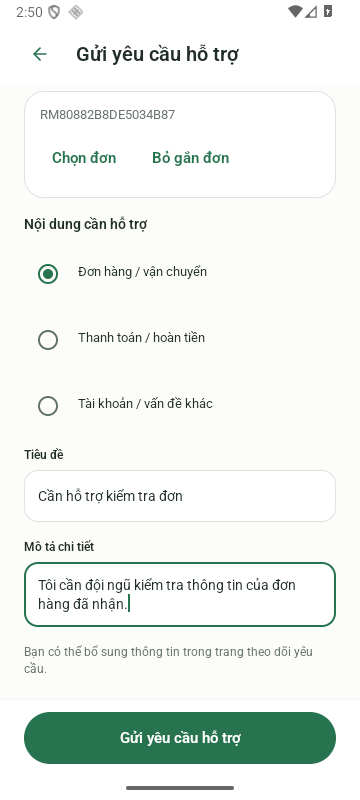 2:50
Gửi yêu cầu hỗ trợ
RM80882B8DE5034B87
Chọn đơn
Bỏ gắn đơn
Nội dung cần hỗ trợ
Đơn hàng / vận chuyển
Thanh toán / hoàn tiền
Tài khoản / vấn đề khác
Tiêu đề
Cần hỗ trợ kiểm tra đơn
Mô tả chi tiết
Tôi cần đội ngũ kiểm tra thông tin của đơn
hàng đã nhận.
Bạn có thể bổ sung thông tin trong trang theo dõi yêu
cầu.
Gửi yêu cầu hỗ trợ